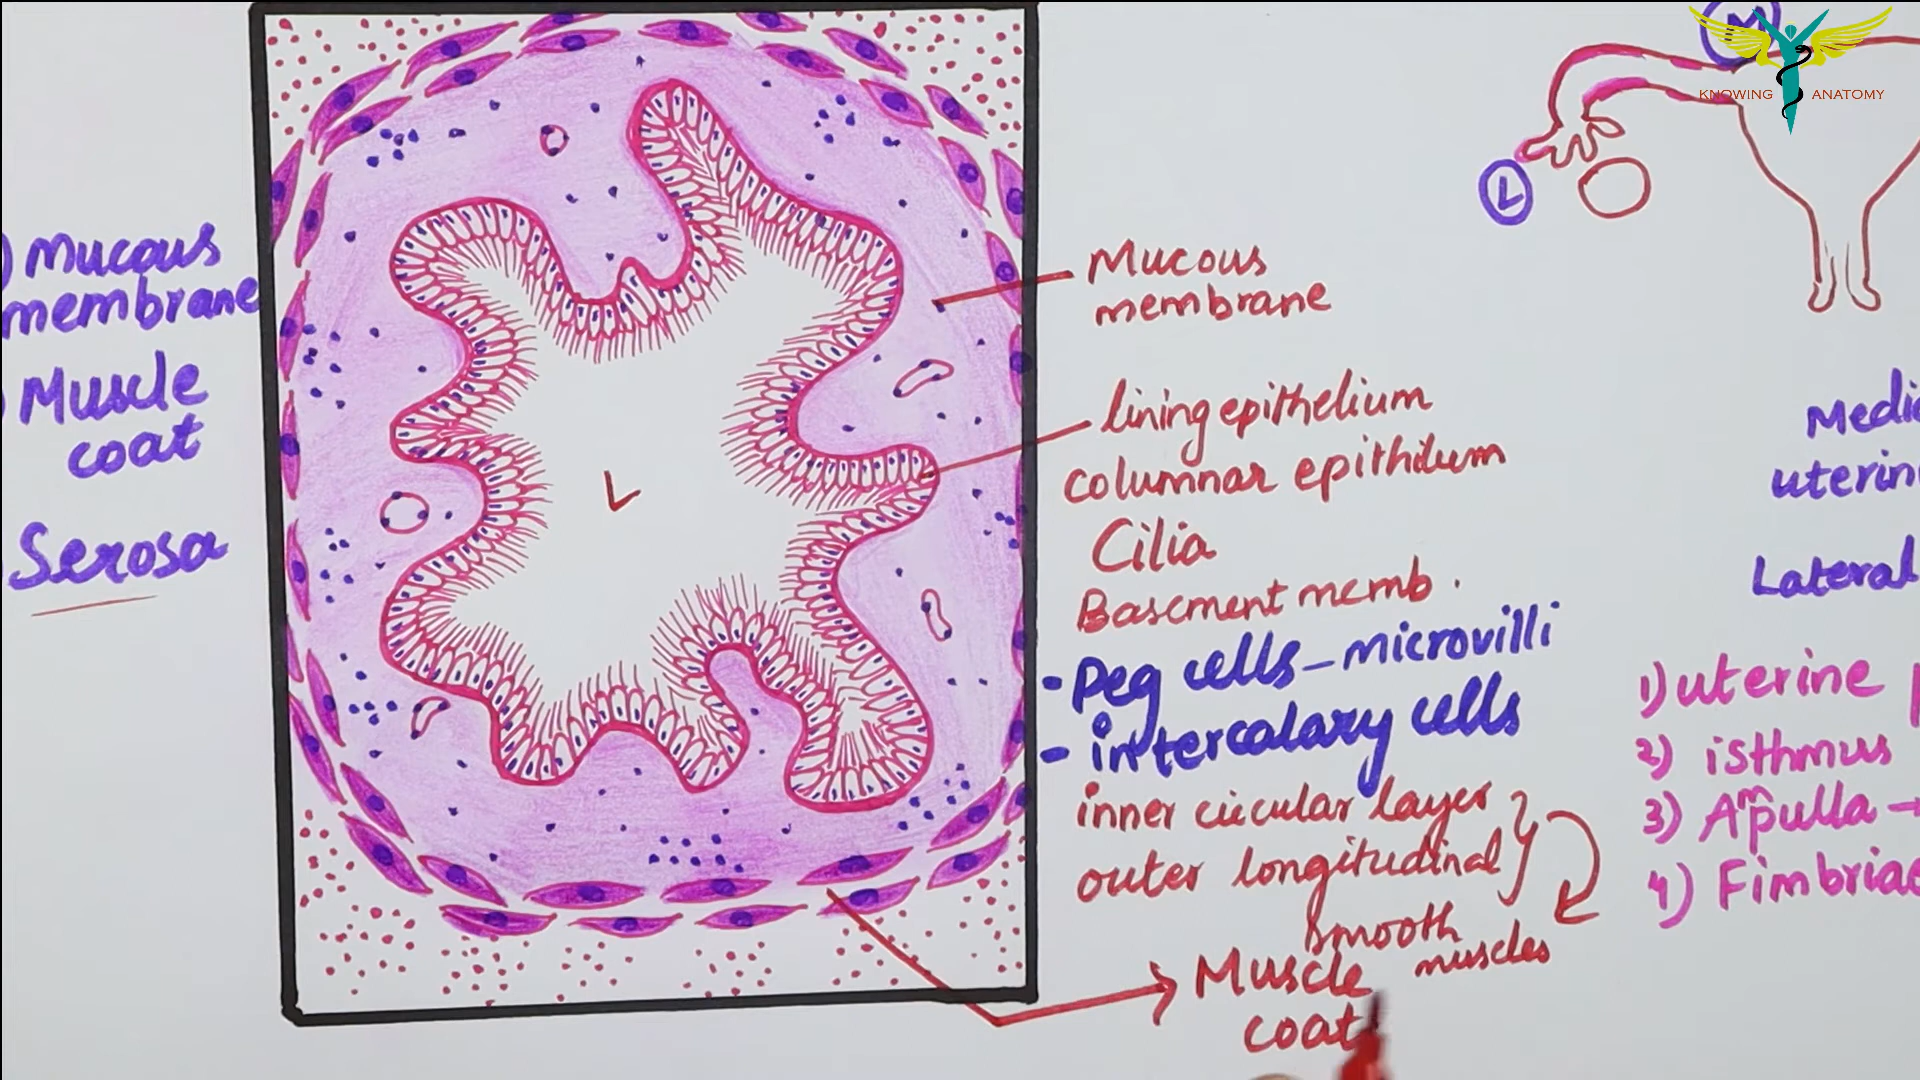 ) Mucous
membrane
Muscle
coat
Serosa
L
Mucous
membrane
lining epithelium
columnar epithilum
Cilia
Basement memb.
- Peg cells - microvilli
- intercalary cells
inner circular layer
outer longitudinal
smooth
muscles
Muscle
coat
M
KNOWING ANATOMY
L
Medi
uterin
Lateral
1) uterine
2) isthmus
3) Ampulla →
4) Fimbriae